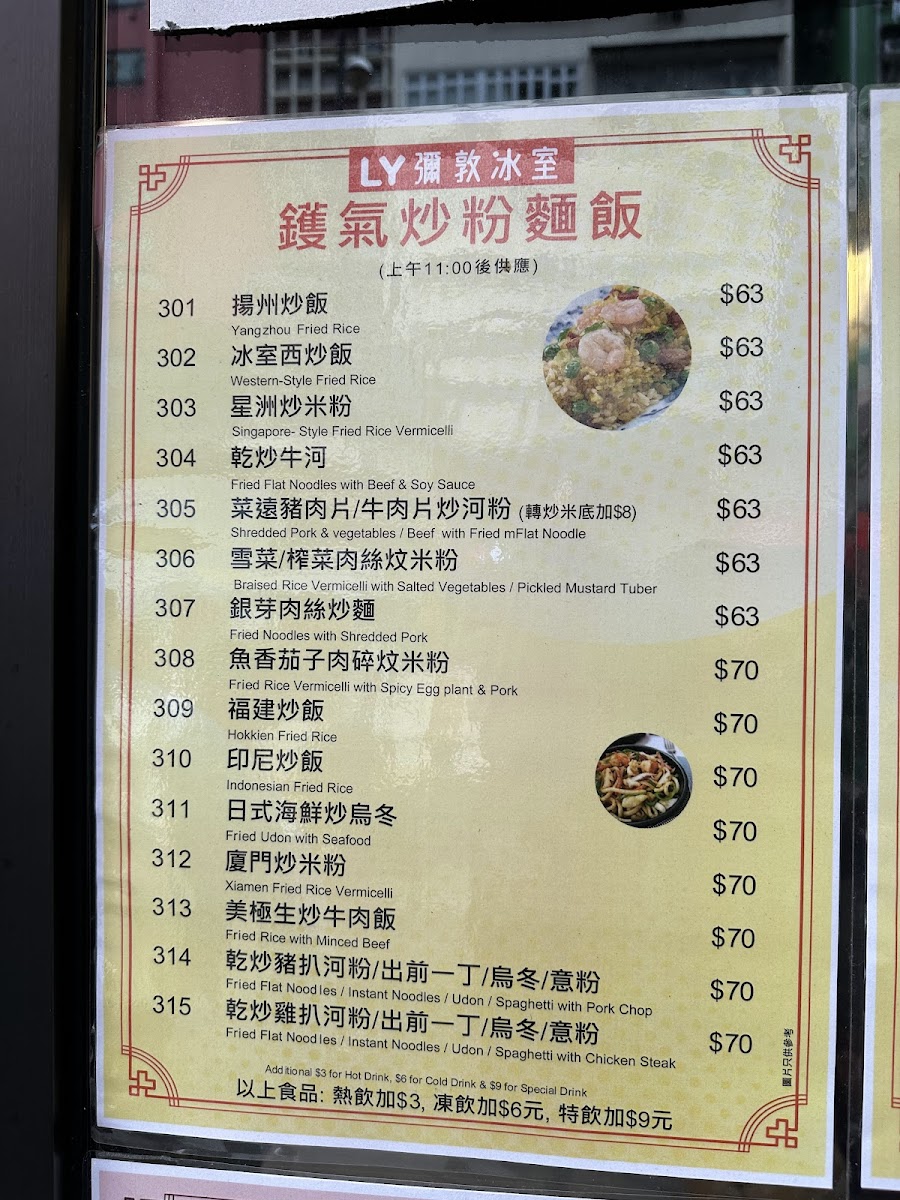 LY 彌敦冰室
鑊氣炒粉麵飯
(上午11:00後供應)
301 揚州炒飯 $63
Yangzhou Fried Rice
302 冰室西炒飯 $63
Western-Style Fried Rice
303 星洲炒米粉 $63
Singapore- Style Fried Rice Vermicelli
304 乾炒牛河 $63
Fried Flat Noodles with Beef & Soy Sauce
305 菜遠豬肉片/牛肉片炒河粉 (轉炒米底加$8) $63
Shredded Pork & vegetables / Beef with Fried mFlat Noodle
306 雪菜/榨菜肉絲炆米粉 $63
Braised Rice Vermicelli with Salted Vegetables / Pickled Mustard Tuber
307 銀芽肉絲炒麵 $63
Fried Noodles with Shredded Pork
308 魚香茄子肉碎炆米粉 $70
Fried Rice Vermicelli with Spicy Egg plant & Pork
309 福建炒飯 $70
Hokkien Fried Rice
310 印尼炒飯 $70
Indonesian Fried Rice
311 日式海鮮炒烏冬 $70
Fried Udon with Seafood
312 廈門炒米粉 $70
Xiamen Fried Rice Vermicelli
313 美極生炒牛肉飯 $70
Fried Rice with Minced Beef
314 乾炒豬扒河粉/出前一丁/烏冬/意粉 $70
Fried Flat Noodles / Instant Noodles / Udon / Spaghetti with Pork Chop
315 乾炒雞扒河粉/出前一丁/烏冬/意粉 $70
Fried Flat Noodles / Instant Noodles / Udon / Spaghetti with Chicken Steak
圖片只供參考
Additional $3 for Hot Drink, $6 for Cold Drink & $9 for Special Drink
以上食品: 熱飲加$3, 凍飲加$6元, 特飲加$9元